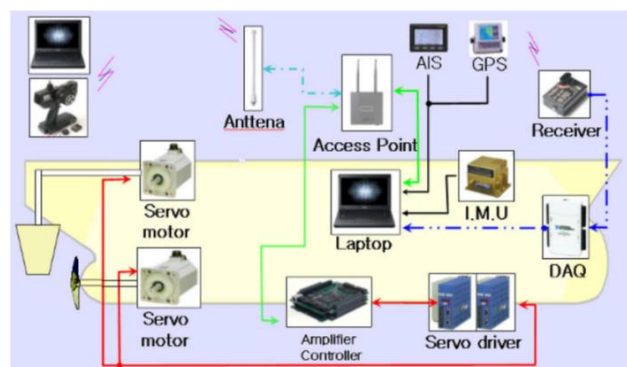 AIS
GPS
Anttena
Access Point
Receiver
Servo
motor
Laptop
I.M.U
DAQ
Servo
motor
Amplifier
Controller
Servo driver